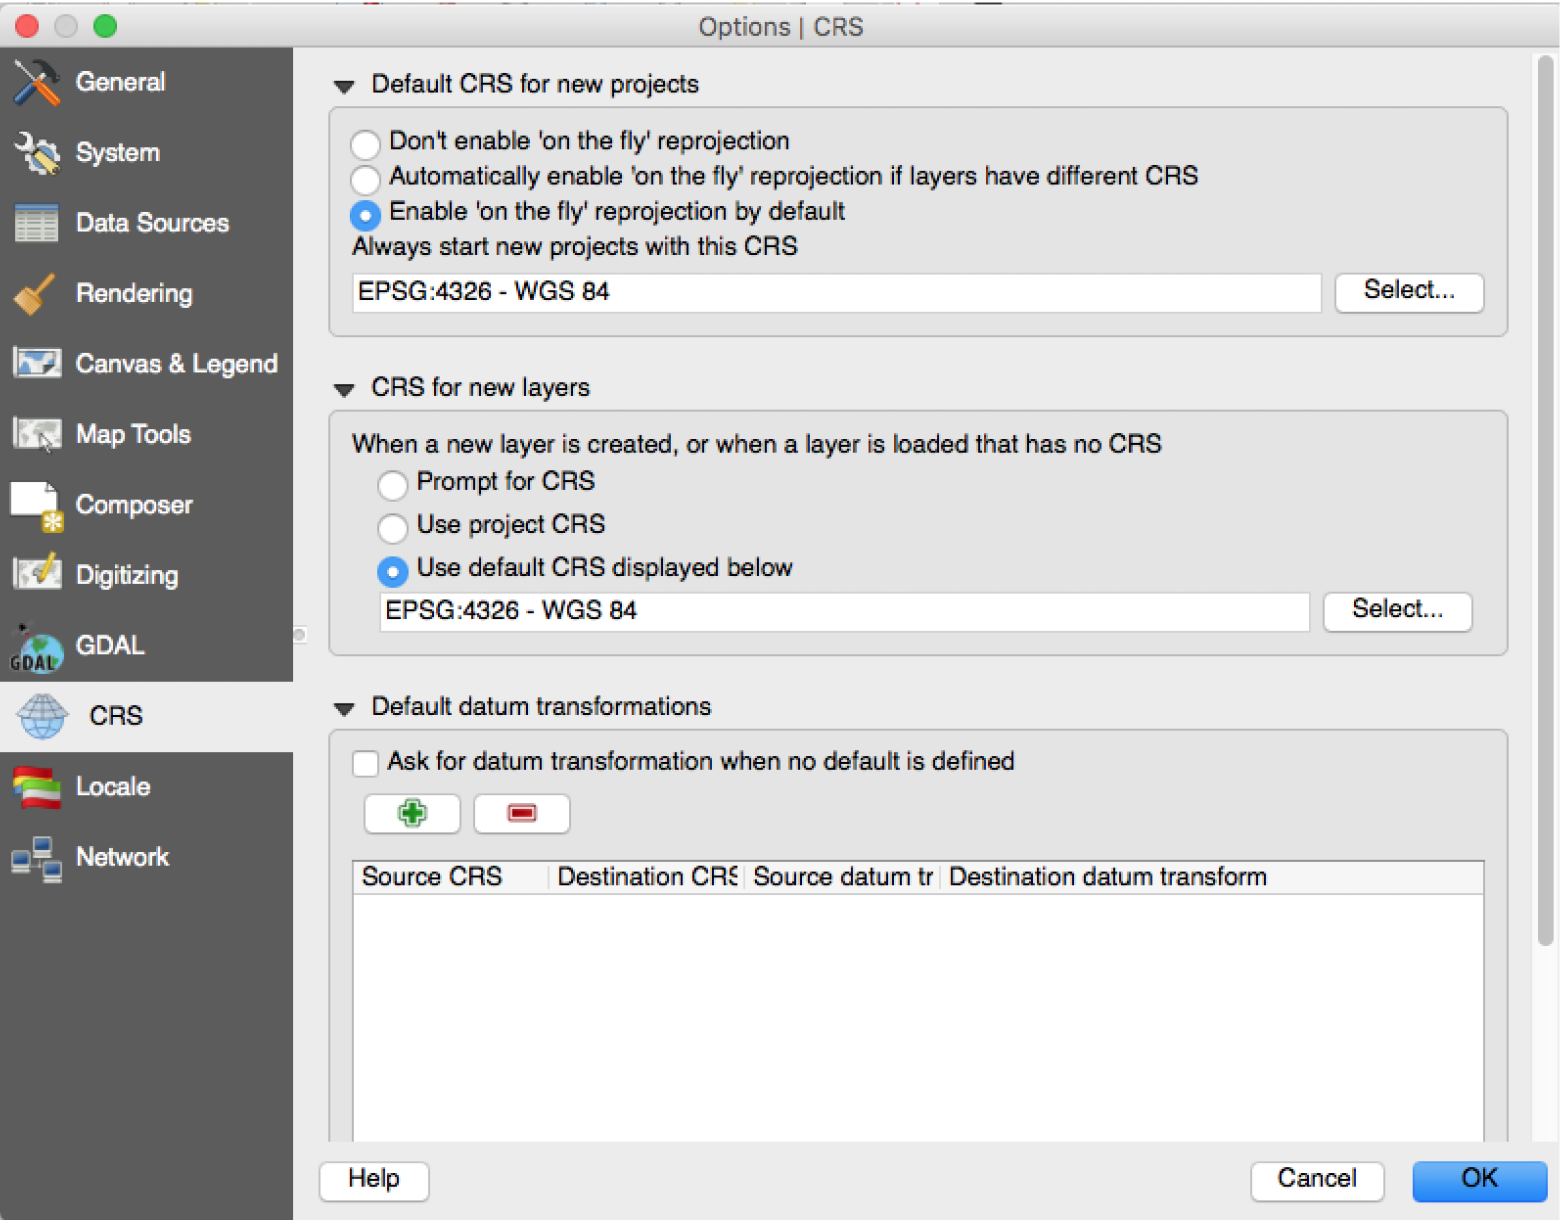 Options | CRS
General
System
Data Sources
Rendering
Canvas & Legend
Map Tools
Composer
Digitizing
GDAL
GDAL
CRS
Locale
Network
Default CRS for new projects
Don't enable 'on the fly' reprojection
Automatically enable 'on the fly' reprojection if layers have different CRS
Enable 'on the fly' reprojection by default
Always start new projects with this CRS
EPSG:4326 - WGS 84
Select...
CRS for new layers
When a new layer is created, or when a layer is loaded that has no CRS
Prompt for CRS
Use project CRS
Use default CRS displayed below
EPSG:4326 - WGS 84
Select...
Default datum transformations
Ask for datum transformation when no default is defined
Source CRS Destination CRS Source datum tr Destination datum transform
Help Cancel OK